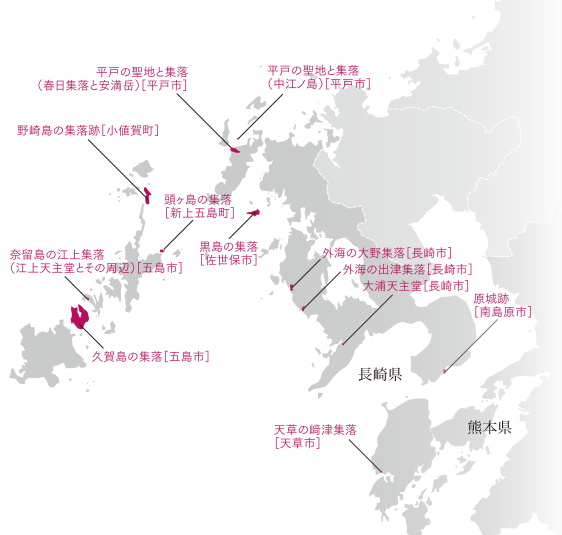 平戸の聖地と集落
（春日集落と安満岳）［平戸市］
平戸の聖地と集落
（中江ノ島）［平戸市］
野崎島の集落跡［小値賀町］
頭ヶ島の集落
［新上五島町］
黒島の集落
［佐世保市］
奈留島の江上集落
（江上天主堂とその周辺）［五島市］
外海の大野集落［長崎市］
外海の出津集落［長崎市］
大浦天主堂［長崎市］
原城跡
［南島原市］
久賀島の集落［五島市］
長崎県
天草の﨑津集落
［天草市］
熊本県